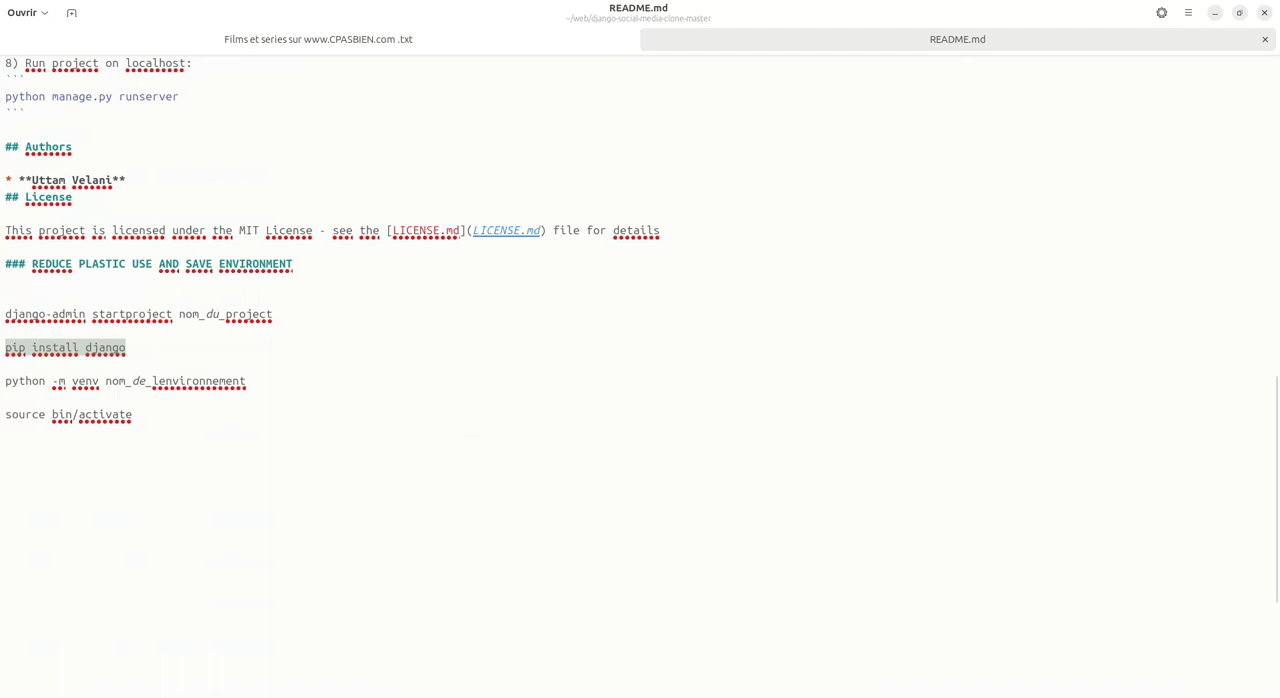 Ouvrir
README.md
~/web/django-social-media-clone-master
Films et series sur www.CPASBIEN.com .txt
README.md
8) Run project on localhost:
```
python manage.py runserver
```
## Authors
* **Uttam Velani**
## License
This project is licensed under the MIT License - see the [LICENSE.md](LICENSE.md) file for details
### REDUCE PLASTIC USE AND SAVE ENVIRONMENT
django-admin startproject nom_du_project
pip install django
python -m venv nom_de_lenvironnement
source bin/activate